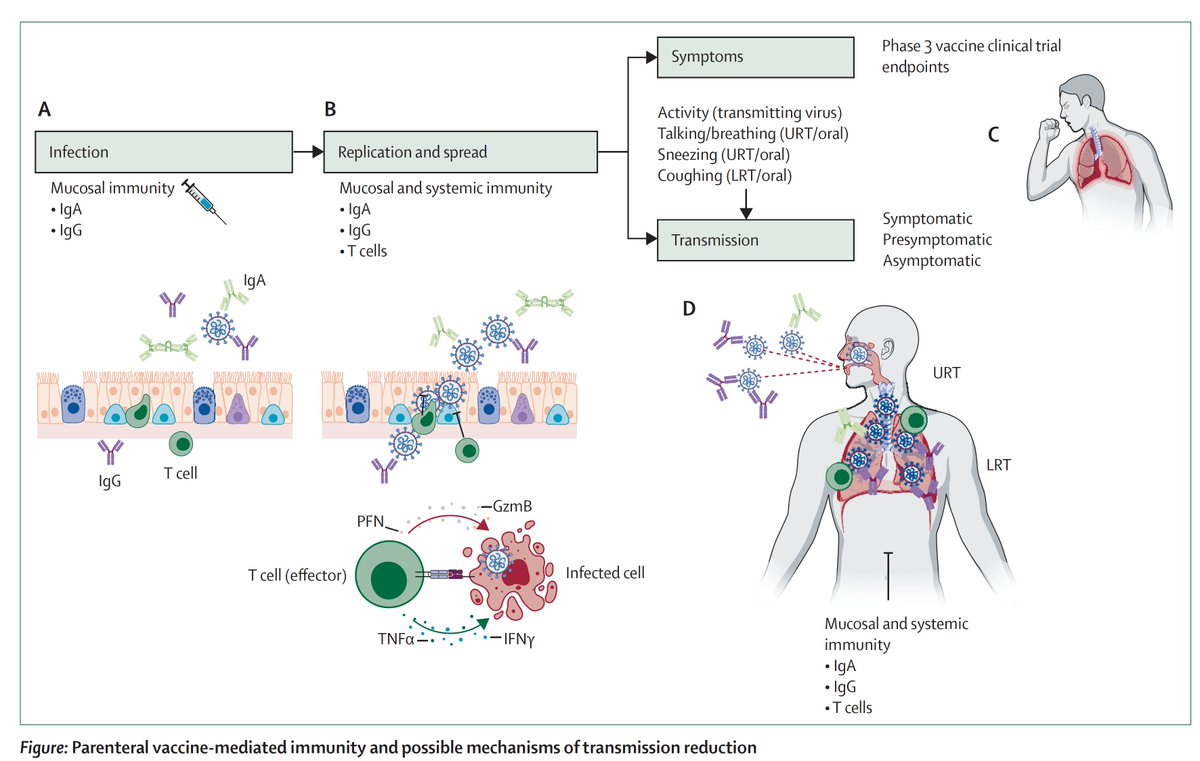 A
Infection
Mucosal immunity
• IgA
• IgG
B
Replication and spread
Mucosal and systemic immunity
• IgA
• IgG
• T cells
Symptoms
Phase 3 vaccine clinical trial
endpoints
Activity (transmitting virus)
Talking/breathing (URT/oral)
Sneezing (URT/oral)
Coughing (LRT/oral)
C
Transmission
Symptomatic
Presymptomatic
Asymptomatic
IgA
IgG
T cell
PFN
GzmB
T cell (effector)
Infected cell
TNFα
IFNγ
D
URT
LRT
Mucosal and systemic
immunity
• IgA
• IgG
• T cells
Figure: Parenteral vaccine-mediated immunity and possible mechanisms of transmission reduction